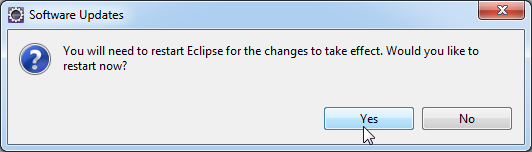 Software Updates
You will need to restart Eclipse for the changes to take effect. Would you like to
restart now?
Yes
No